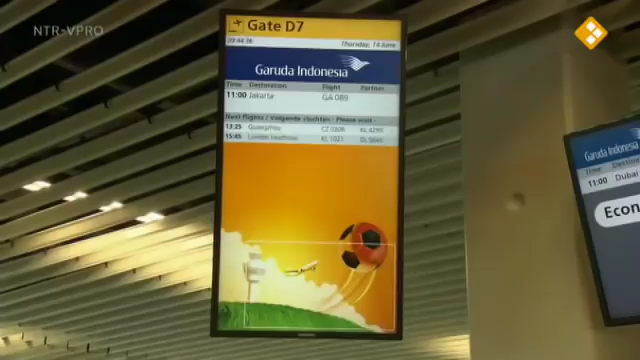 NTR-VPRO
Gate D7
Thursday, 14 June
Garuda Indonesia
Time Destination Flight Partner
11:00 Jakarta GA 089
Next flights / Volgende vluchten - Please wait -
13:25 Guangzhou CZ 0308
15:45 London Heathrow KL 1021
Garuda Indonesia
Time
11:00 Dubai
Econ